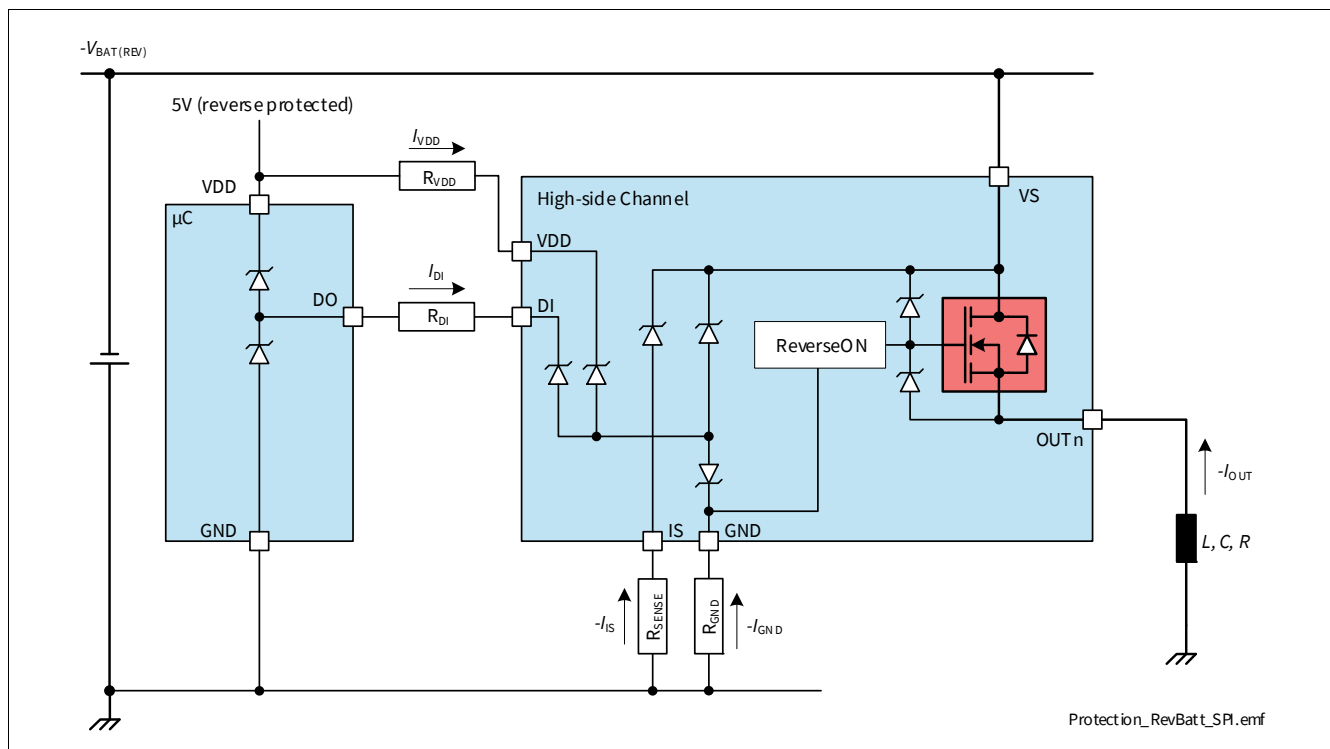 -VBAT(REV)
5V (reverse protected)
IVDD
RVDD
VDD
µC
High-side Channel
VS
VDD
IDI
DO
RDI
DI
ReverseON
OUTn
-IOUT
GND
IS
GND
L, C, R
-IIS
RSENSE
RGND
-IGND
Protection_RevBatt_SPI.emf